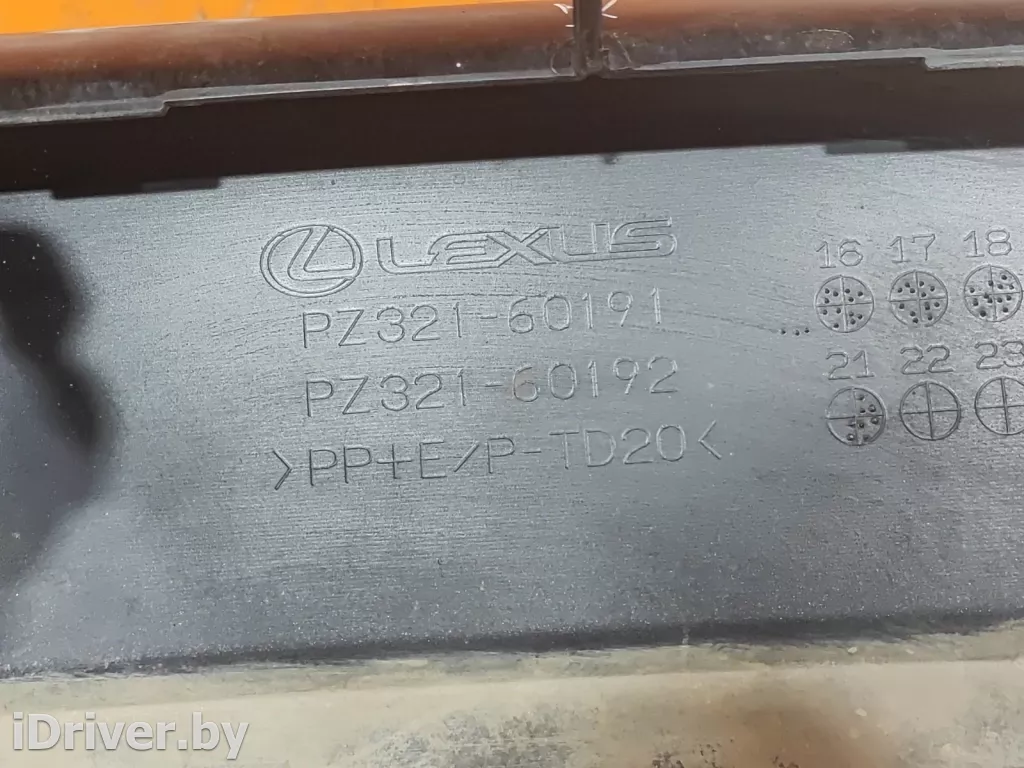 LEXUS
PZ321-60191
PZ321-60192
>PP+E/P-TD20<
16 17 18
21 22 23
iDriver.by